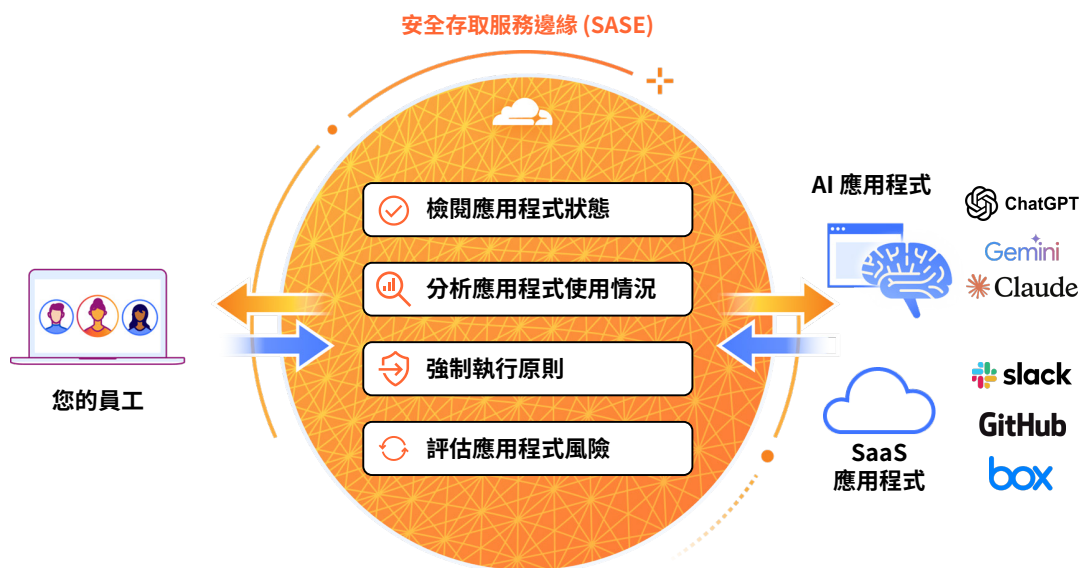 安全存取服務邊緣 (SASE)
檢閱應用程式狀態
分析應用程式使用情況
強制執行原則
評估應用程式風險
您的員工
AI 應用程式
ChatGPT
Gemini
Claude
SaaS
應用程式
slack
GitHub
box